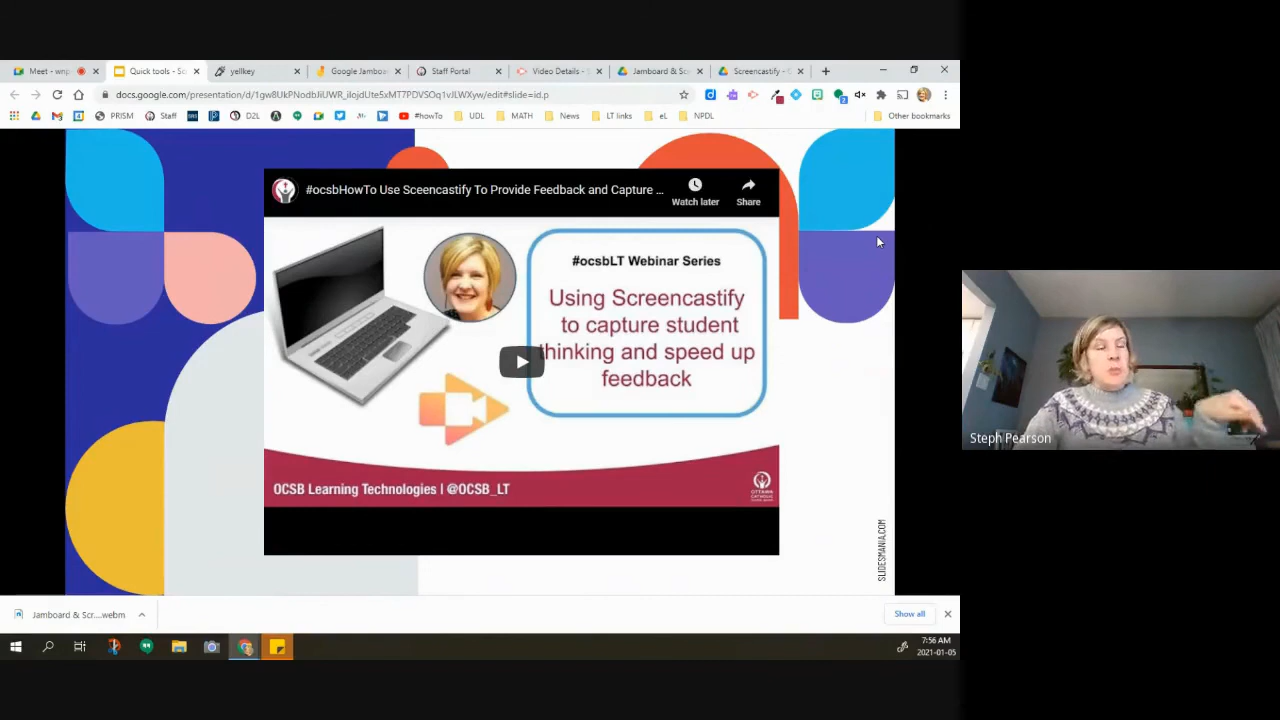 Meet - wnp
Quick tools - Sc
yellkey
Google Jamboa
Staff Portal
Video Details - S
Jamboard & Scr
Screencastify - G
docs.google.com/presentation/d/1gw8UkPNodbJiUWR_ilojdUte5xMT7PDVSOq1vJLWXyw/edit#slide=id.p
PRISM
Staff
D2L
#howTo
UDL
MATH
News
LT links
eL
NPDL
Other bookmarks
#ocsbHowTo Use Sceencastify To Provide Feedback and Capture ...
Watch later
Share
#ocsbLT Webinar Series
Using Screencastify
to capture student
thinking and speed up
feedback
OCSB Learning Technologies | @OCSB_LT
SLIDESMANIA.COM
Steph Pearson
Jamboard & Scr....webm
Show all
7:56 AM
2021-01-05